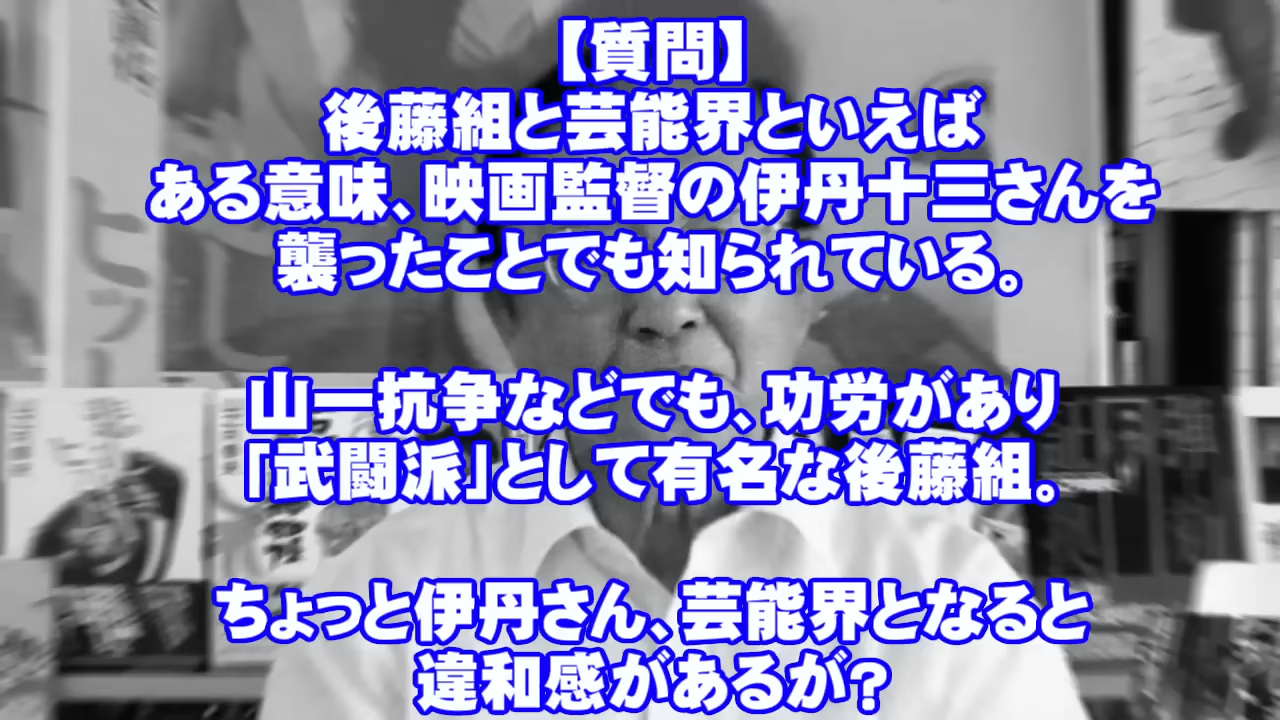 【質問】
後藤組と芸能界といえば
ある意味、映画監督の伊丹十三さんを
襲ったことでも知られている。
山一抗争などでも、功労があり
「武闘派」として有名な後藤組。
ちょっと伊丹さん、芸能界となると
違和感があるが?